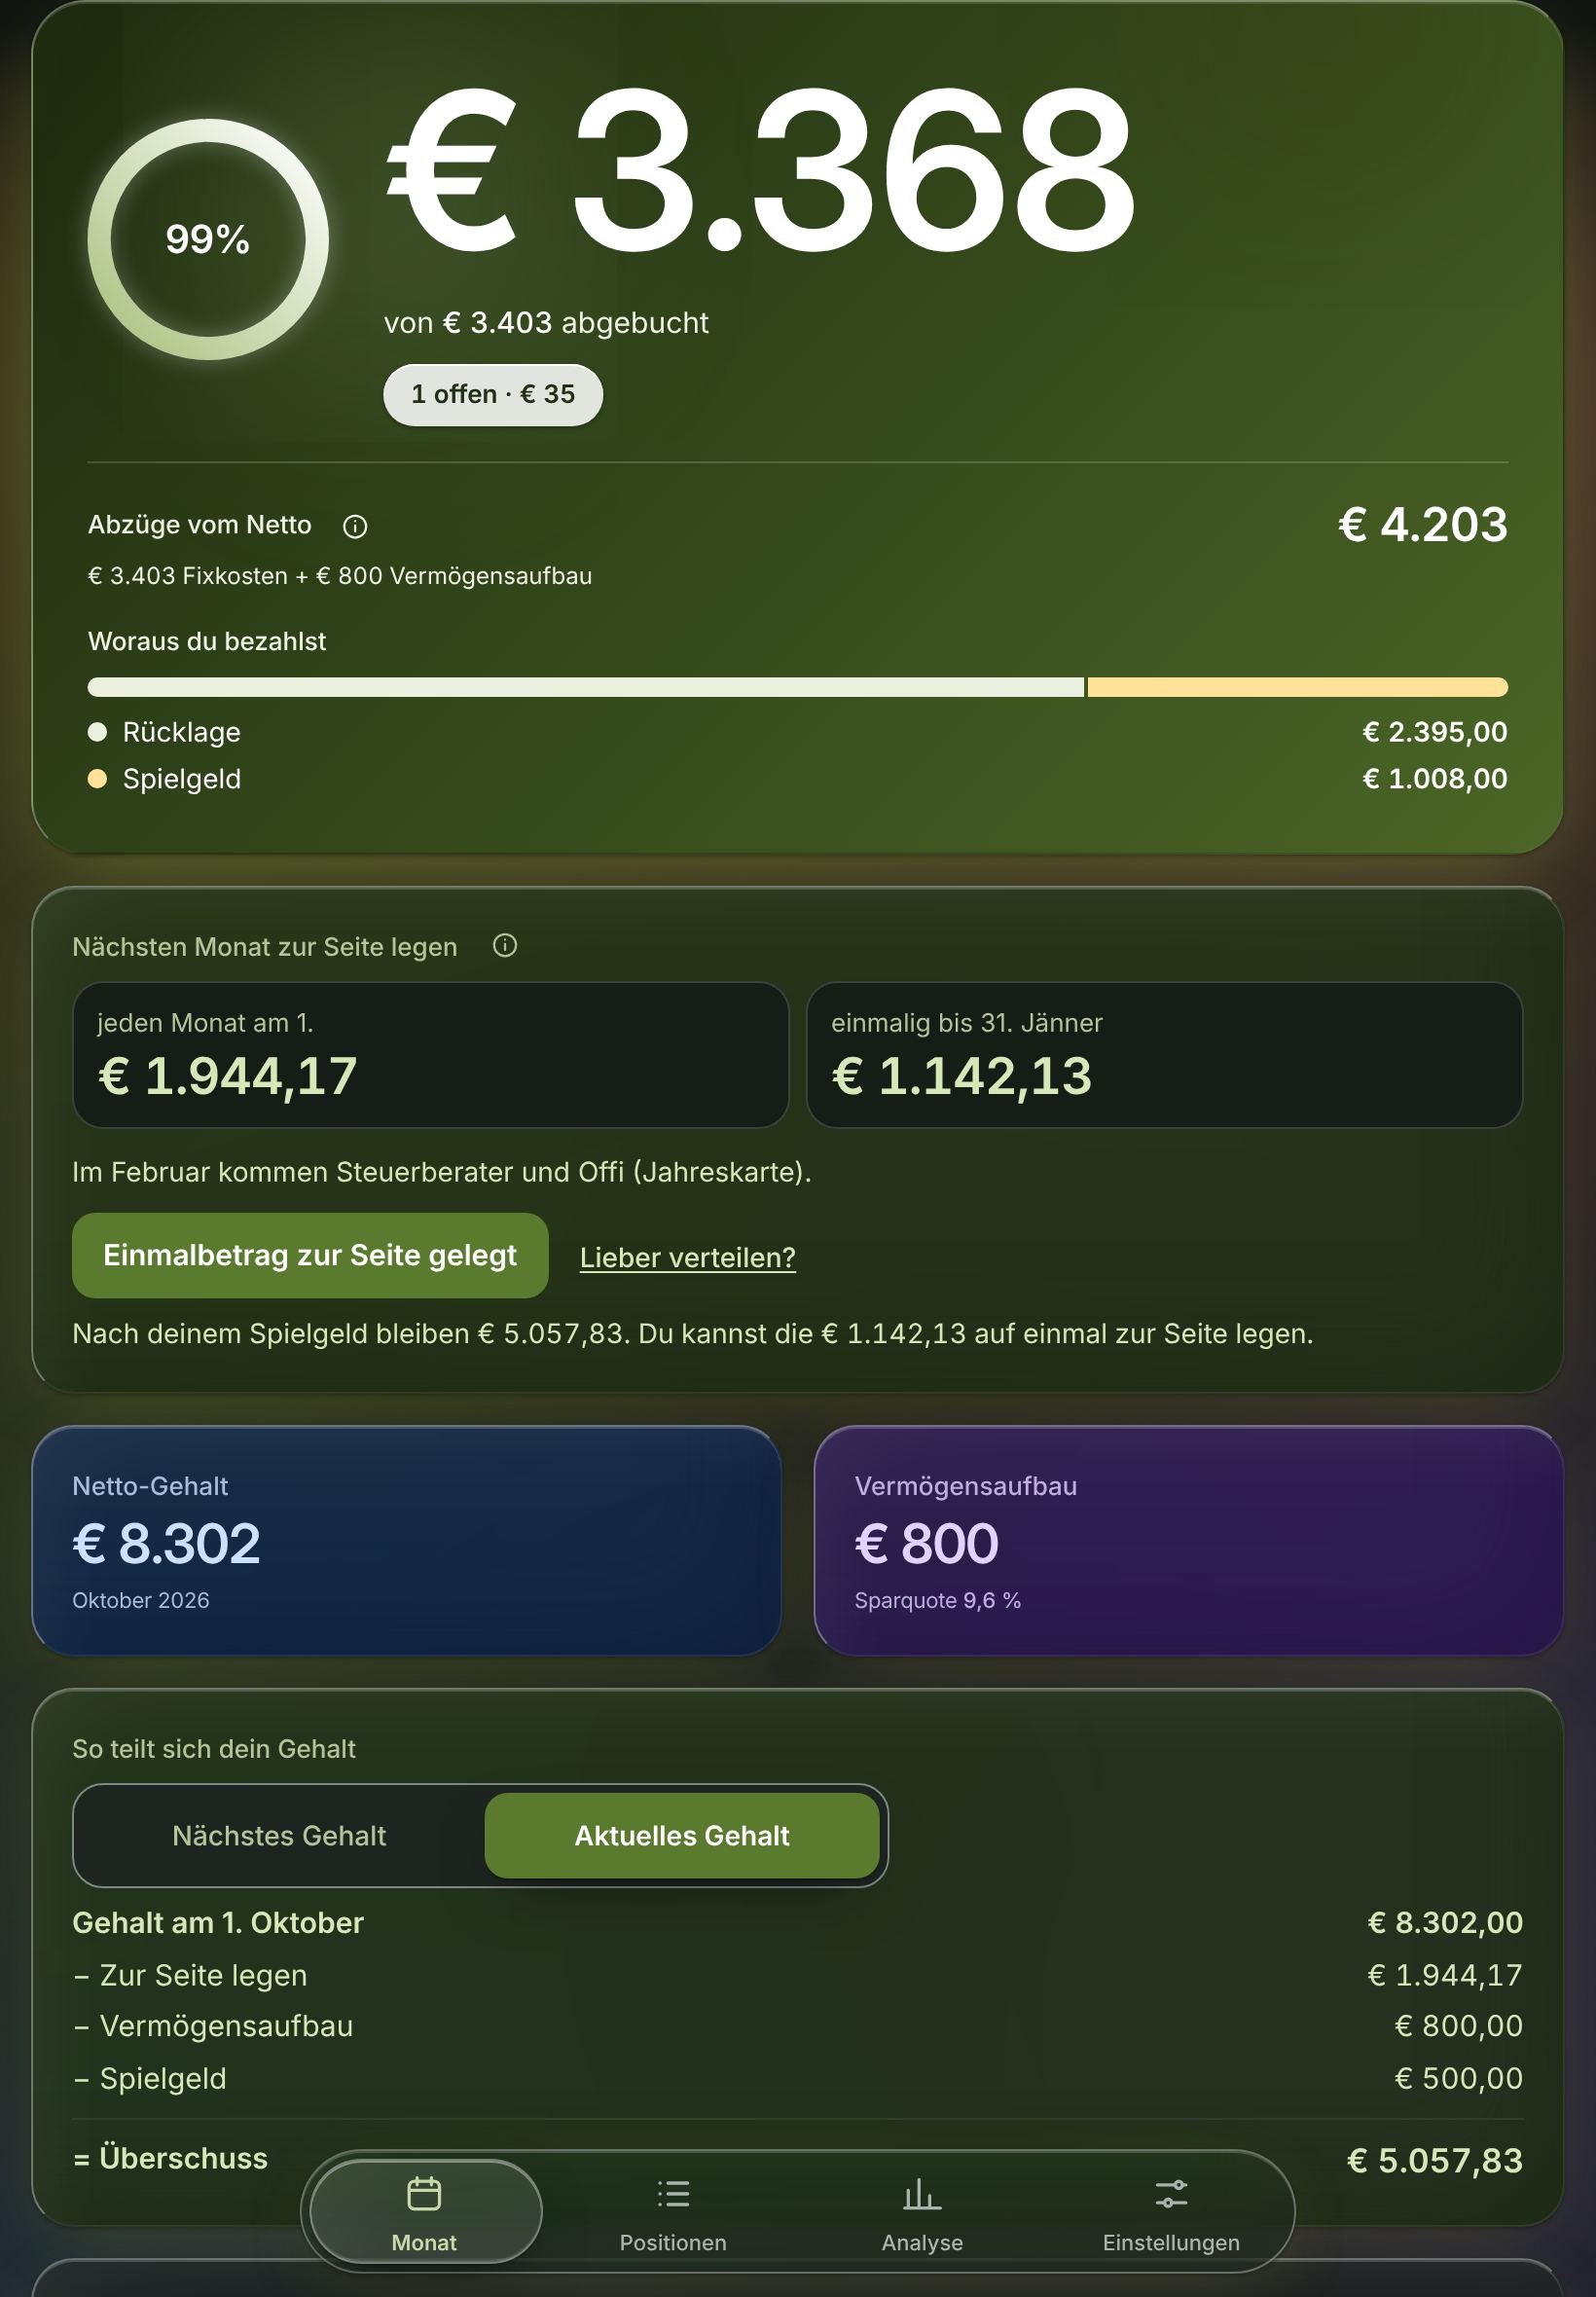 99%
€ 3.368
von € 3.403 abgebucht
1 offen · € 35
Abzüge vom Netto
€ 4.203
€ 3.403 Fixkosten + € 800 Vermögensaufbau
Woraus du bezahlst
Rücklage € 2.395,00
Spielgeld € 1.008,00
Nächsten Monat zur Seite legen
jeden Monat am 1.
€ 1.944,17
einmalig bis 31. Jänner
€ 1.142,13
Im Februar kommen Steuerberater und Offi (Jahreskarte).
Einmalbetrag zur Seite gelegt
Lieber verteilen?
Nach deinem Spielgeld bleiben € 5.057,83. Du kannst die € 1.142,13 auf einmal zur Seite legen.
Netto-Gehalt
€ 8.302
Oktober 2026
Vermögensaufbau
€ 800
Sparquote 9,6 %
So teilt sich dein Gehalt
Nächstes Gehalt
Aktuelles Gehalt
Gehalt am 1. Oktober € 8.302,00
– Zur Seite legen € 1.944,17
– Vermögensaufbau € 800,00
– Spielgeld € 500,00
= Überschuss € 5.057,83
Monat
Positionen
Analyse
Einstellungen